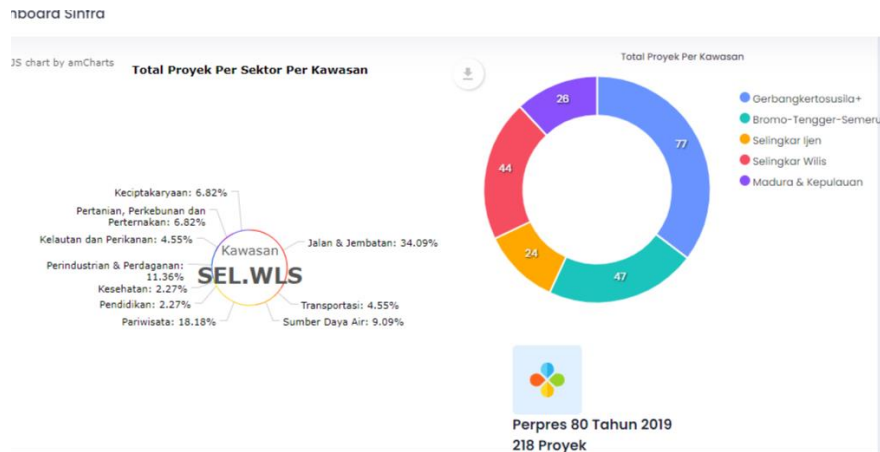 nboard Sinfra
JS chart by amCharts
Total Proyek Per Sektor Per Kawasan
Keciptakaryaan: 6.82%
Pertanian, Perkebunan dan
Perternakan: 6.82%
Kelautan dan Perikanan: 4.55%
Perindustrian & Perdaganan:
11.36%
Kesehatan: 2.27%
Pendidikan: 2.27%
Pariwisata: 18.18%
Kawasan
SEL.WLS
Jalan & Jembatan: 34.09%
Transportasi: 4.55%
Sumber Daya Air: 9.09%
Total Proyek Per Kawasan
26
77
44
24
47
Gerbangkertosusila+
Bromo-Tengger-Semeru
Selingkar Ijen
Selingkar Wilis
Madura & Kepulauan
Perpres 80 Tahun 2019
218 Proyek